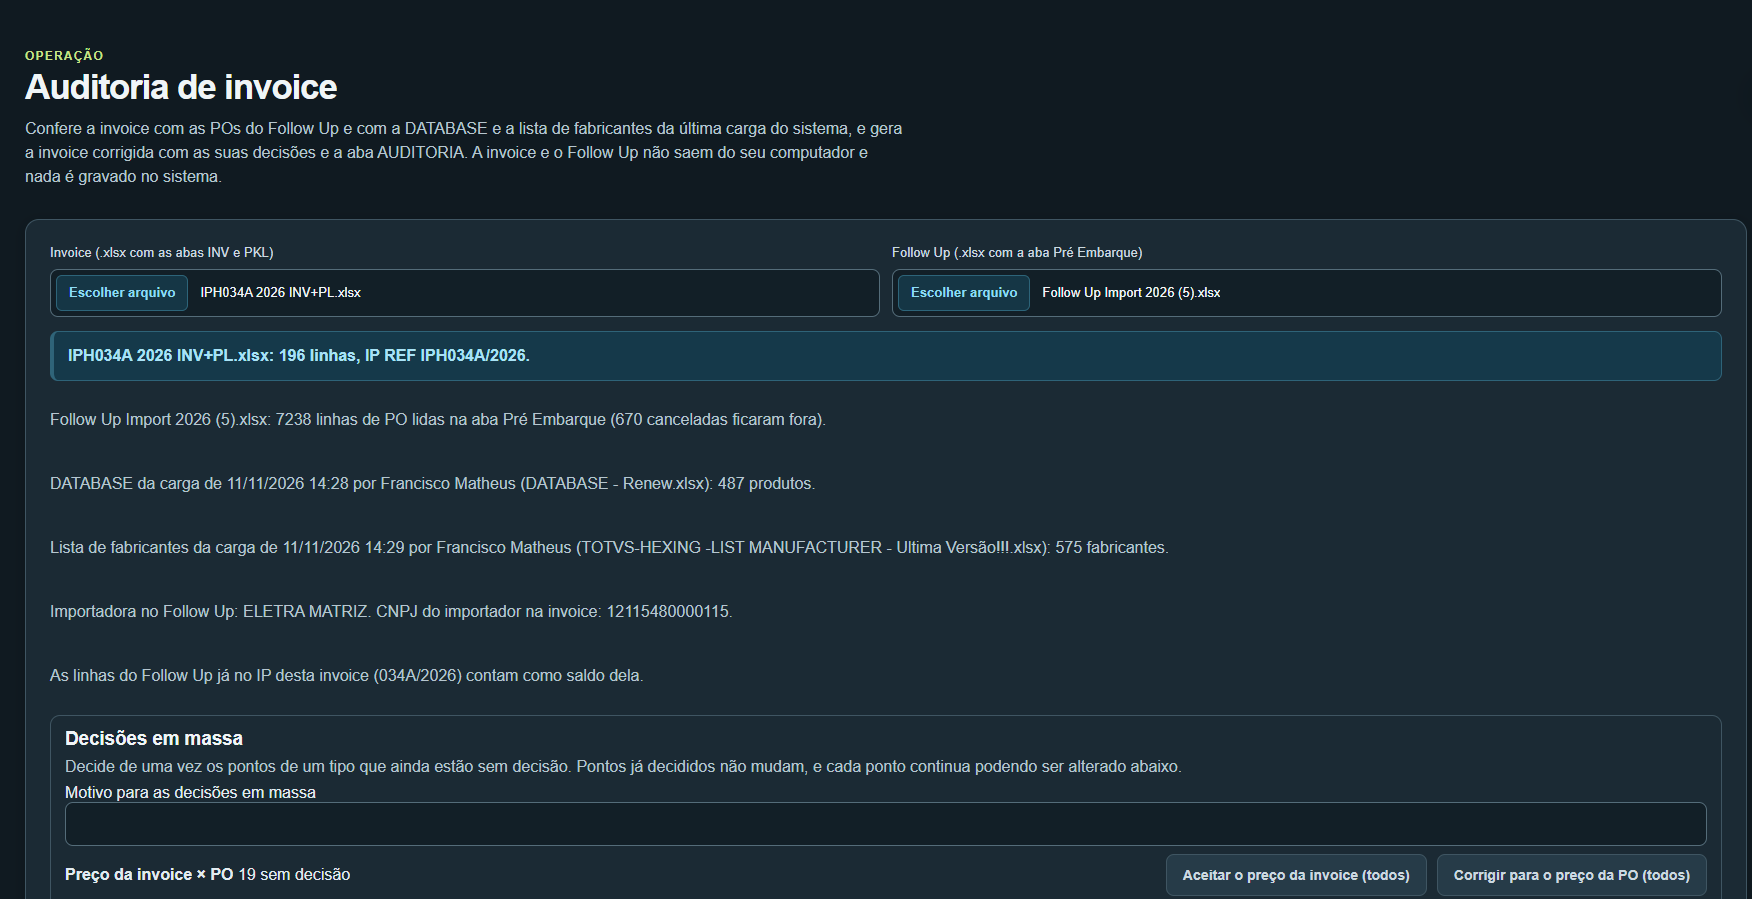 OPERAÇÃO
Auditoria de invoice
Confere a invoice com as POs do Follow Up e com a DATABASE e a lista de fabricantes da última carga do sistema, e gera
a invoice corrigida com as suas decisões e a aba AUDITORIA. A invoice e o Follow Up não saem do seu computador e
nada é gravado no sistema.
Invoice (.xlsx com as abas INV e PKL)
Follow Up (.xlsx com a aba Pré Embarque)
Escolher arquivo IPH034A 2026 INV+PL.xlsx
Escolher arquivo Follow Up Import 2026 (5).xlsx
IPH034A 2026 INV+PL.xlsx: 196 linhas, IP REF IPH034A/2026.
Follow Up Import 2026 (5).xlsx: 7238 linhas de PO lidas na aba Pré Embarque (670 canceladas ficaram fora).
DATABASE da carga de 11/11/2026 14:28 por Francisco Matheus (DATABASE - Renew.xlsx): 487 produtos.
Lista de fabricantes da carga de 11/11/2026 14:29 por Francisco Matheus (TOTVS-HEXING -LIST MANUFACTURER - Ultima Versão!!!.xlsx): 575 fabricantes.
Importadora no Follow Up: ELETRA MATRIZ. CNPJ do importador na invoice: 12115480000115.
As linhas do Follow Up já no IP desta invoice (034A/2026) contam como saldo dela.
Decisões em massa
Decide de uma vez os pontos de um tipo que ainda estão sem decisão. Pontos já decididos não mudam, e cada ponto continua podendo ser alterado abaixo.
Motivo para as decisões em massa
Preço da invoice × PO 19 sem decisão
Aceitar o preço da invoice (todos)
Corrigir para o preço da PO (todos)